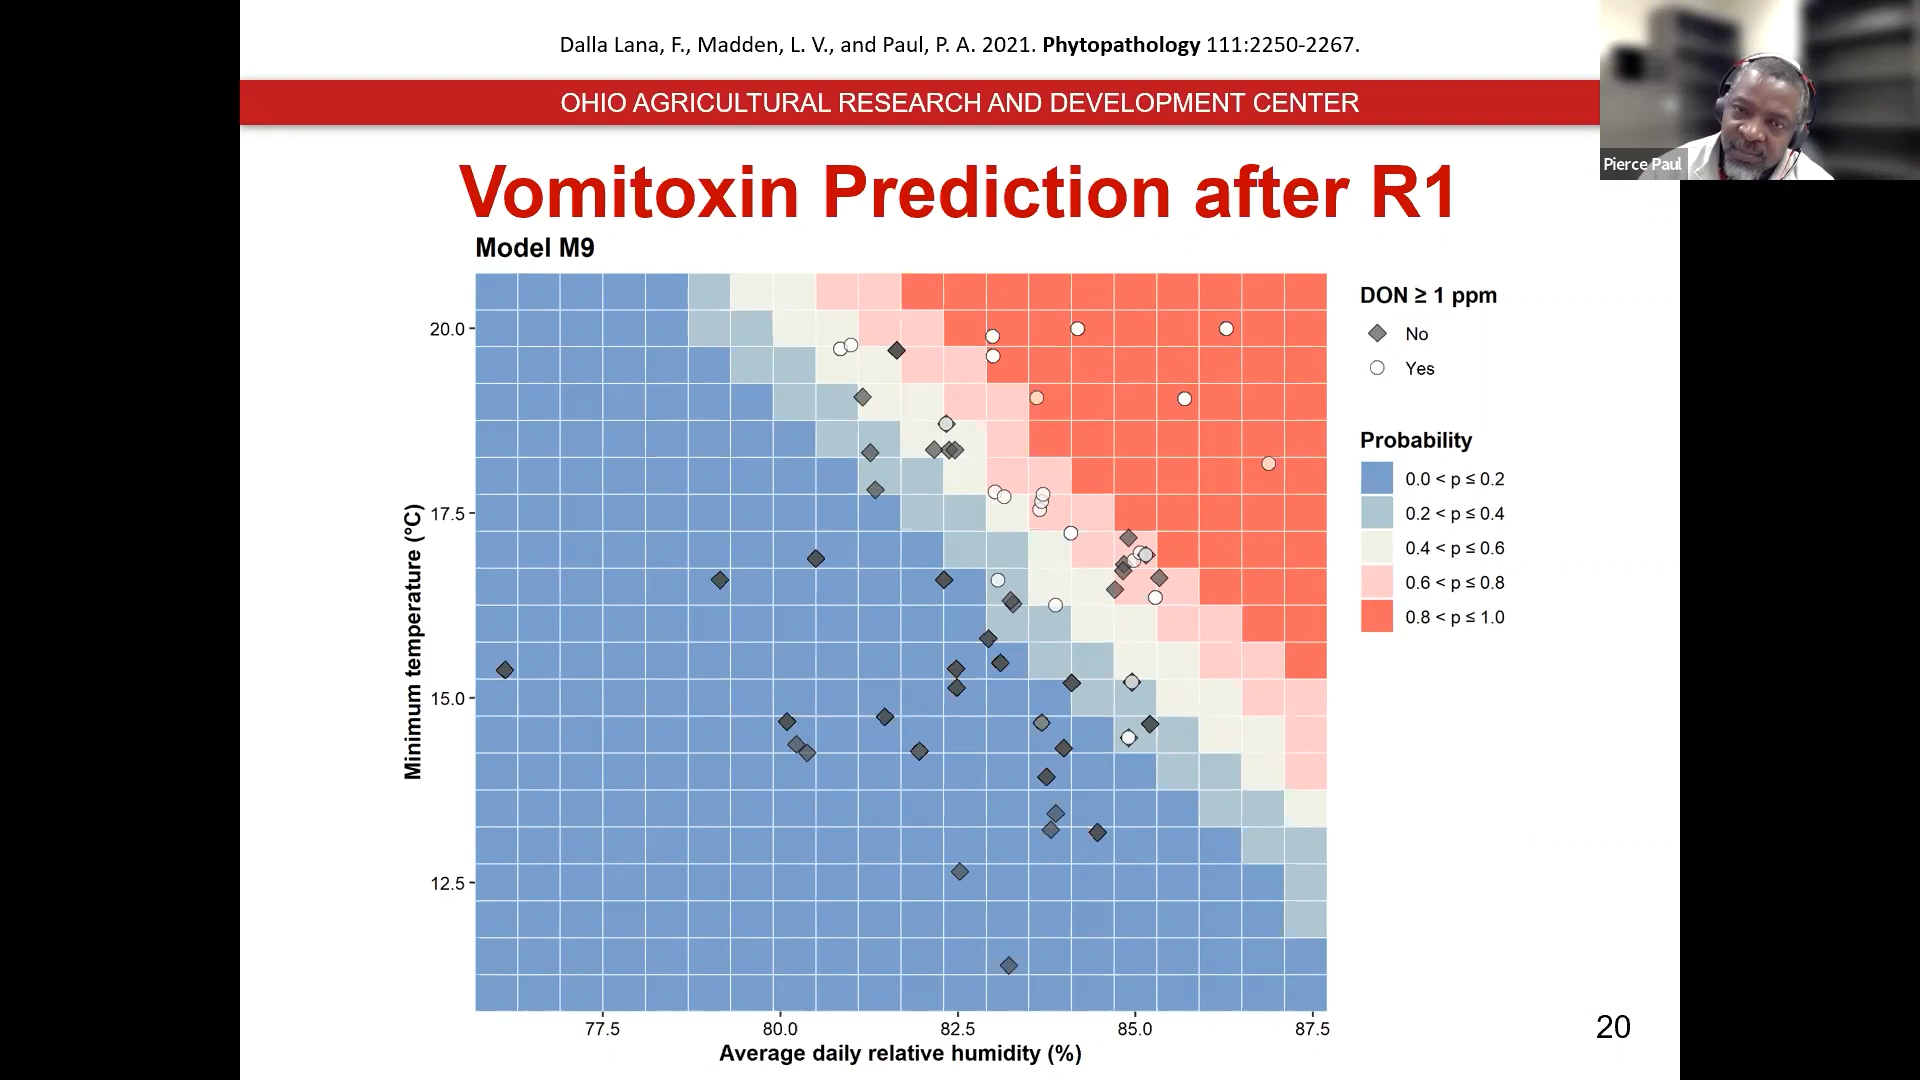 Dalla Lana, F., Madden, L. V., and Paul, P. A. 2021. Phytopathology 111:2250-2267.
OHIO AGRICULTURAL RESEARCH AND DEVELOPMENT CENTER
Pierce Paul
Vomitoxin Prediction after R1
Model M9
DON ≥ 1 ppm
No
Yes
Probability
0.0 < p ≤ 0.2
0.2 < p ≤ 0.4
0.4 < p ≤ 0.6
0.6 < p ≤ 0.8
0.8 < p ≤ 1.0
Minimum temperature (°C)
20.0
17.5
15.0
12.5
77.5 80.0 82.5 85.0 87.5
Average daily relative humidity (%)
20